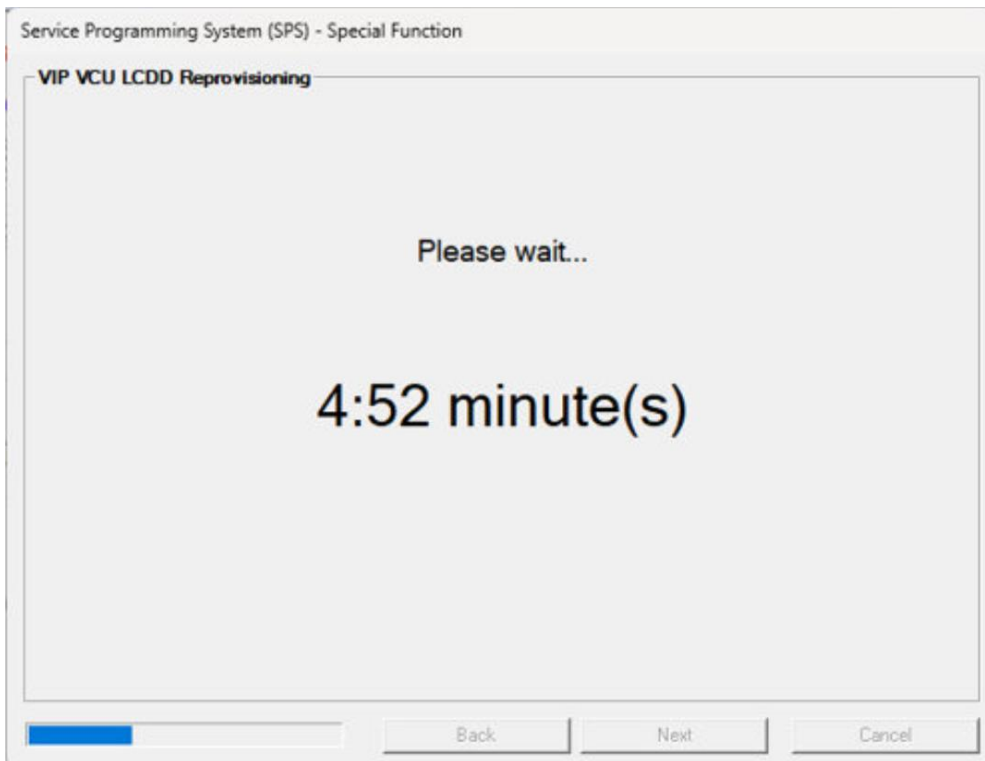 Service Programming System (SPS) - Special Function
VIP VCU LCDD Reprovisioning
Please wait...
4:52 minute(s)
Back Next Cancel